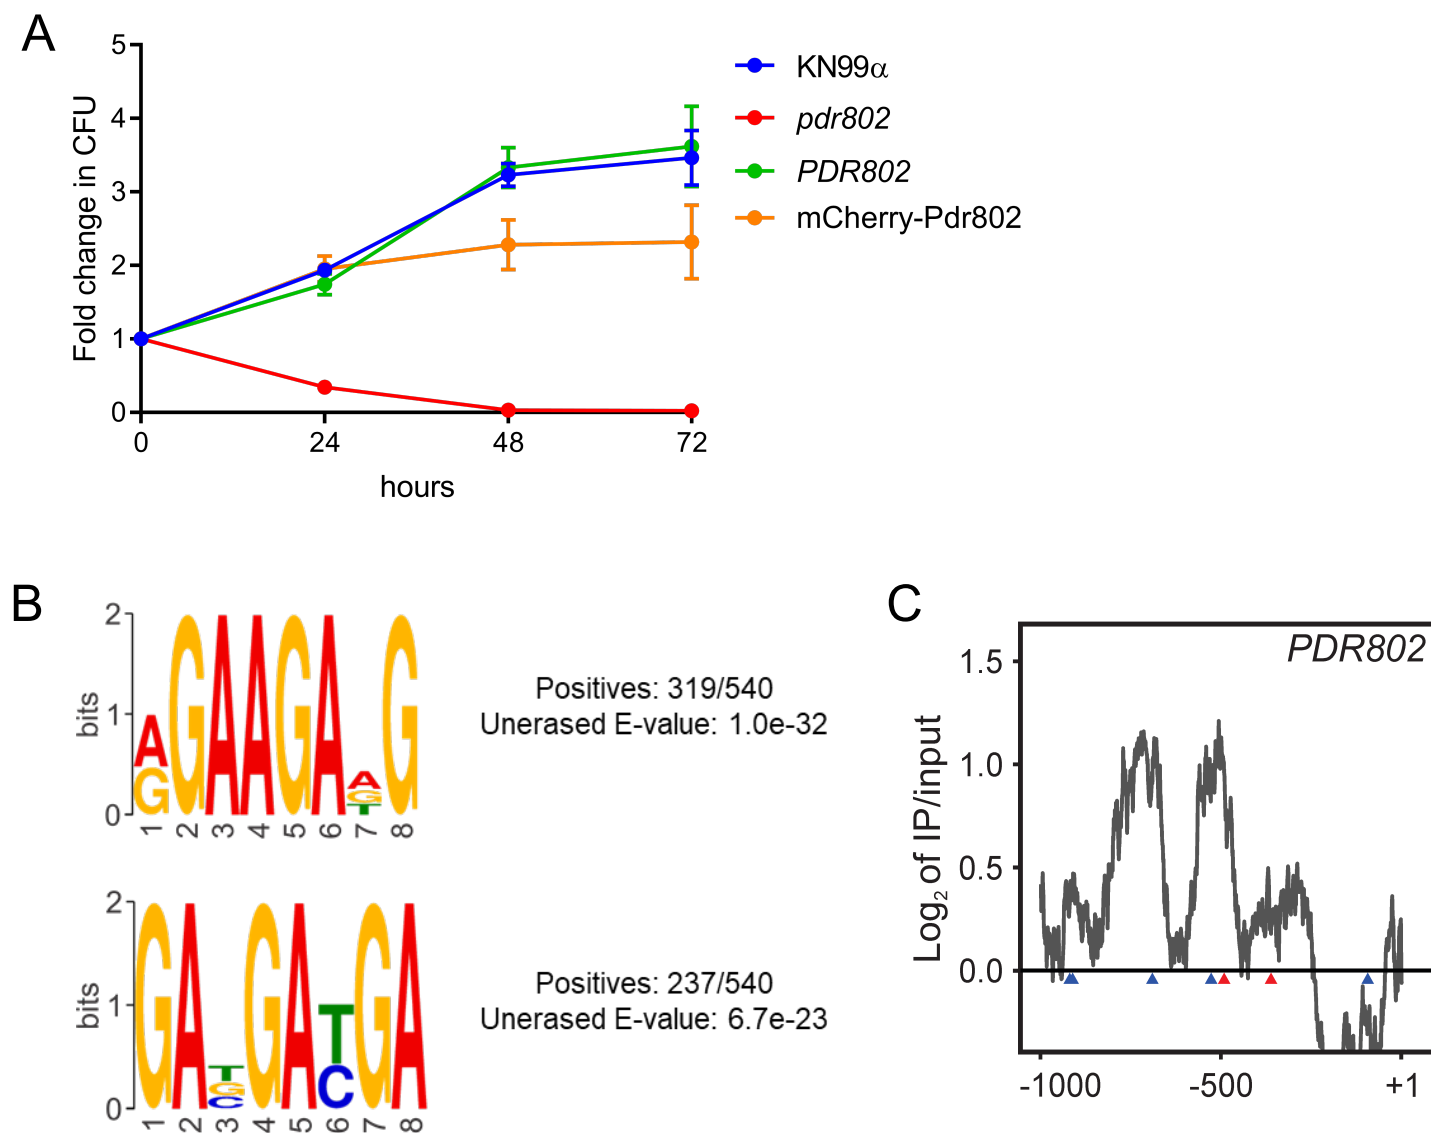 A
5
4
3
2
1
0
Fold change in CFU
0 24 48 72
hours
KN99α
pdr802
PDR802
mCherry-Pdr802
B
2
1
0
bits
A
G
G
A
A
G
A
A
G
T
G
1 2 3 4 5 6 7 8
Positives: 319/540
Unerased E-value: 1.0e-32
2
1
0
bits
G
A
T
G
C
G
A
T
C
G
A
1 2 3 4 5 6 7 8
Positives: 237/540
Unerased E-value: 6.7e-23
C
PDR802
1.5
1.0
0.5
0.0
Log₂ of IP/input
-1000 -500 +1